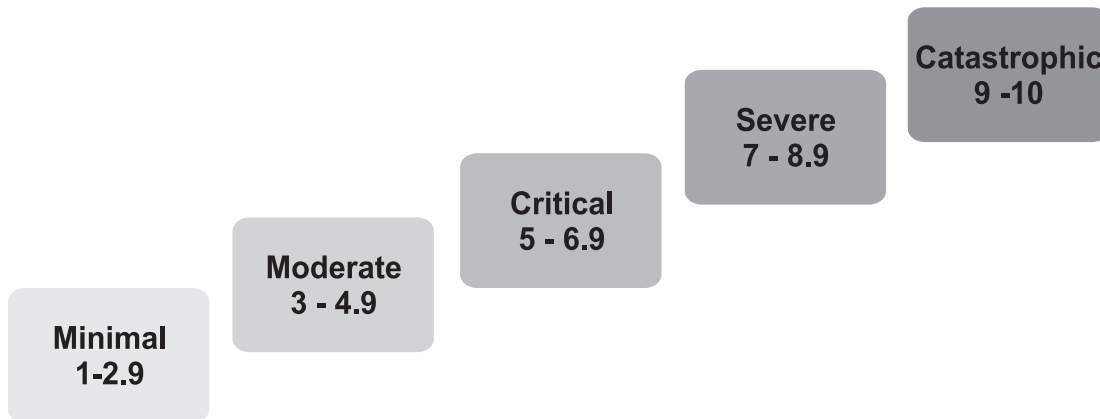 Minimal
1-2.9
Moderate
3 - 4.9
Critical
5 - 6.9
Severe
7 - 8.9
Catastrophic
9 -10